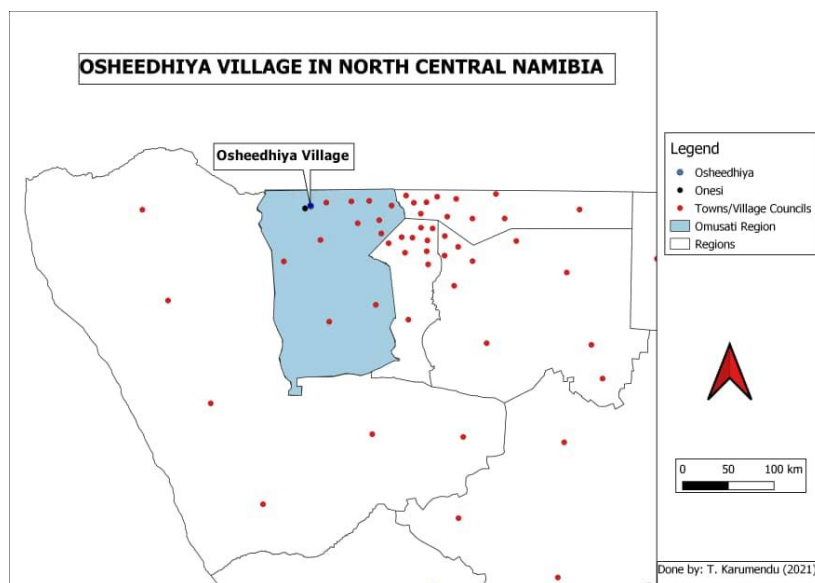 OSHEEDHIYA VILLAGE IN NORTH CENTRAL NAMIBIA
Osheedhiya Village
Legend
Osheedhiya
Onesi
Towns/Village Councils
Omusati Region
Regions
0 50 100 km
Done by: T. Karumendu (2021)